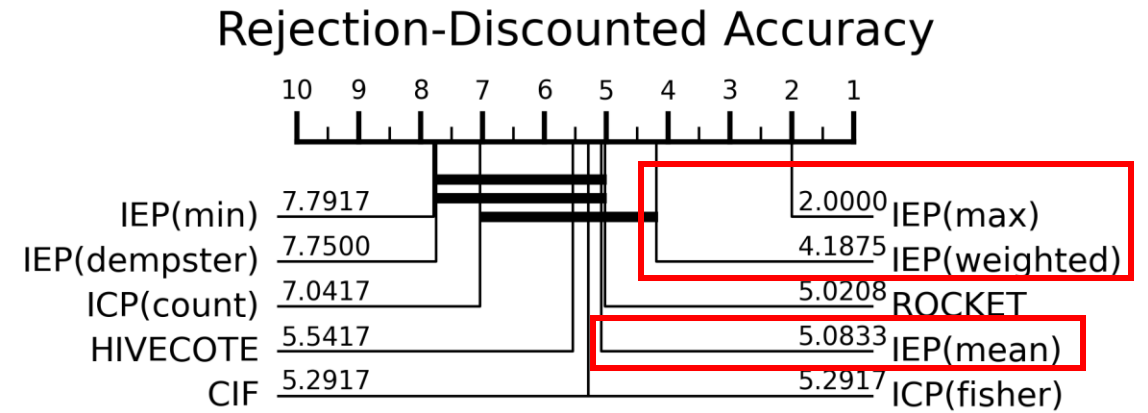 Rejection-Discounted Accuracy
10 9 8 7 6 5 4 3 2 1
IEP(min) 7.7917 2.0000 IEP(max)
IEP(dempster) 7.7500 4.1875 IEP(weighted)
ICP(count) 7.0417 5.0208 ROCKET
HIVECOTE 5.5417 5.0833 IEP(mean)
CIF 5.2917 5.2917 ICP(fisher)